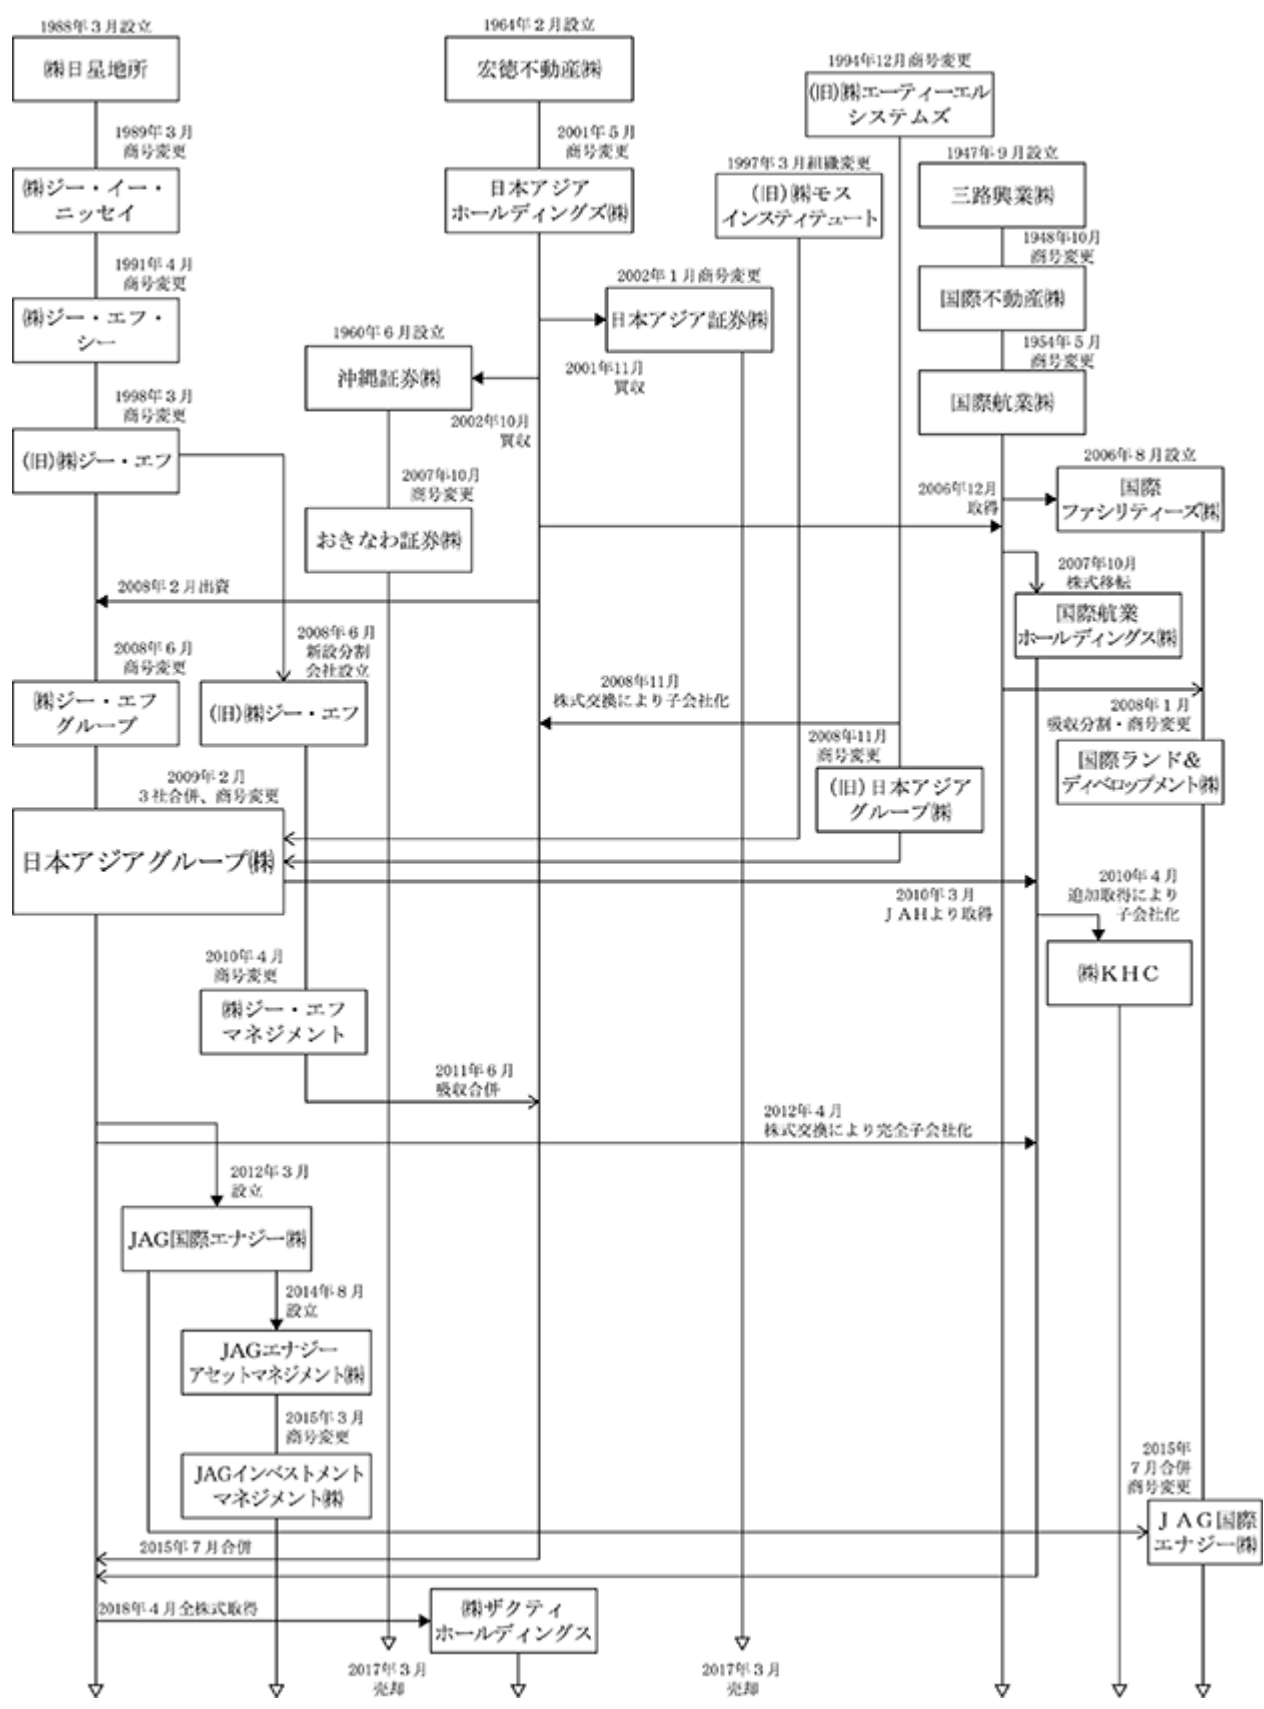 1988年3月設立
㈱日星地所
1989年3月
商号変更
㈱ジー・イー・
ニッセイ
1991年4月
商号変更
㈱ジー・エフ・
シー
1998年3月
商号変更
(旧)㈱ジー・エフ
1964年2月設立
宏徳不動産㈱
2001年5月
商号変更
日本アジア
ホールディングズ㈱
1994年12月商号変更
(旧)㈱エーティーエル
システムズ
1997年3月組織変更
(旧)㈱モス
インスティテュート
1947年9月設立
三路興業㈱
1948年10月
商号変更
国際不動産㈱
1954年5月
商号変更
国際航業㈱
2002年1月商号変更
日本アジア証券㈱
2001年11月
買収
1960年6月設立
沖縄証券㈱
2002年10月
買収
2007年10月
商号変更
おきなわ証券㈱
2006年8月設立
国際
ファシリティーズ㈱
2006年12月
取得
2007年10月
株式移転
国際航業
ホールディングス㈱
2008年2月出資
2008年6月
商号変更
㈱ジー・エフ
グループ
2008年6月
新設分割
会社設立
(旧)㈱ジー・エフ
2008年11月
株式交換により子会社化
2008年11月
商号変更
(旧)日本アジア
グループ㈱
2008年1月
吸収分割・商号変更
国際ランド&
ディベロップメント㈱
2009年2月
3社合併、商号変更
日本アジアグループ㈱
2010年3月
JAHより取得
2010年4月
追加取得により
子会社化
㈱KHC
2010年4月
商号変更
㈱ジー・エフ
マネジメント
2011年6月
吸収合併
2012年4月
株式交換により完全子会社化
2012年3月
設立
JAG国際エナジー㈱
2014年8月
設立
JAGエナジー
アセットマネジメント㈱
2015年3月
商号変更
JAGインベストメント
マネジメント㈱
2015年
7月合併
商号変更
JAG国際
エナジー㈱
2015年7月合併
2018年4月全株式取得
㈱ザクティ
ホールディングス
2017年3月
売却
2017年3月
売却